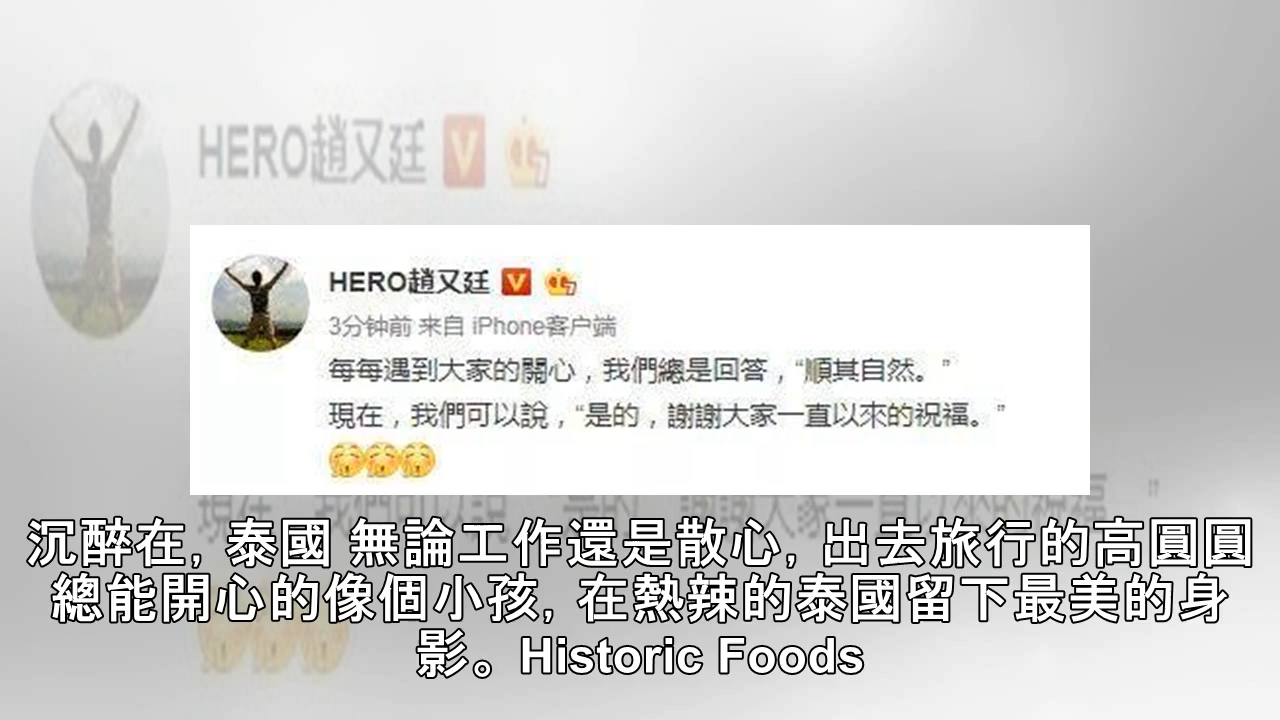 HERO趙又廷
HERO趙又廷 V
3分钟前 来自 iPhone客户端
每每遇到大家的關心，我們總是回答，“順其自然。”
現在，我們可以說，“是的，謝謝大家一直以來的祝福。”
沉醉在, 泰國 無論工作還是散心, 出去旅行的高圓圓
總能開心的像個小孩, 在熱辣的泰國留下最美的身
影。Historic Foods